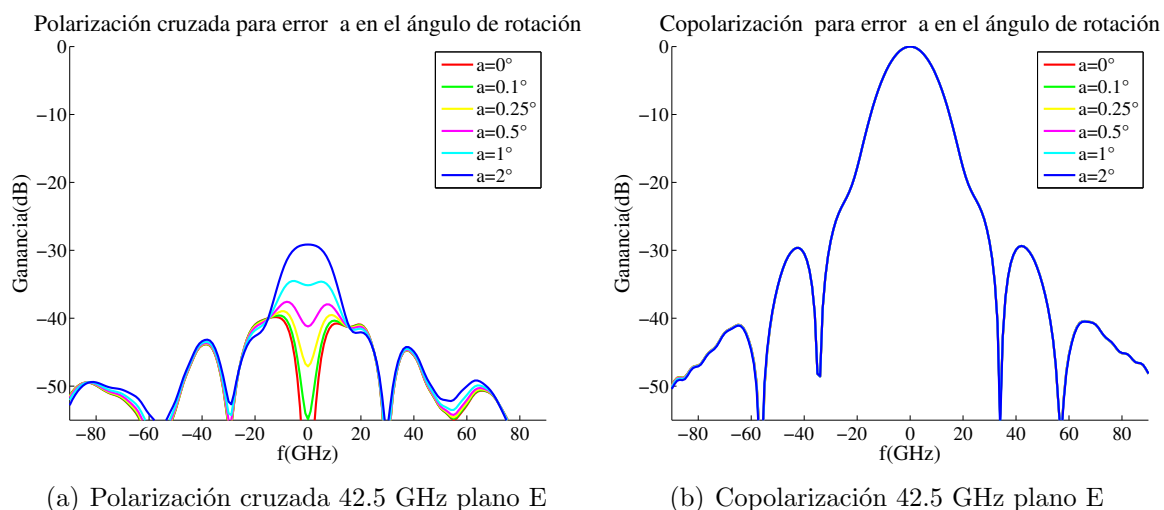 Polarización cruzada para error a en el ángulo de rotación
0
−10
−20
−30
−40
−50
Ganancia(dB)
−80 −60 −40 −20 0 20 40 60 80
f(GHz)
a=0°
a=0.1°
a=0.25°
a=0.5°
a=1°
a=2°
(a) Polarización cruzada 42.5 GHz plano E
Copolarización para error a en el ángulo de rotación
0
−10
−20
−30
−40
−50
Ganancia(dB)
−80 −60 −40 −20 0 20 40 60 80
f(GHz)
a=0°
a=0.1°
a=0.25°
a=0.5°
a=1°
a=2°
(b) Copolarización 42.5 GHz plano E